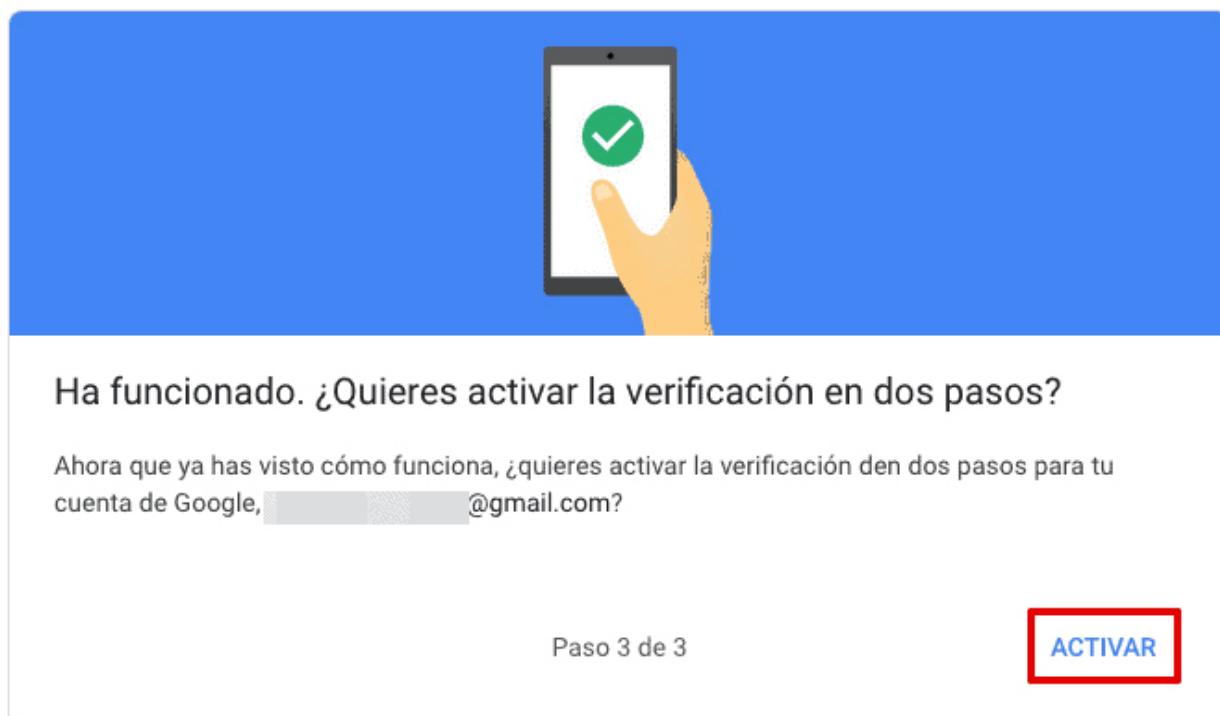 Ha funcionado. ¿Quieres activar la verificación en dos pasos?
Ahora que ya has visto cómo funciona, ¿quieres activar la verificación den dos pasos para tu
cuenta de Google, @gmail.com?
Paso 3 de 3
ACTIVAR